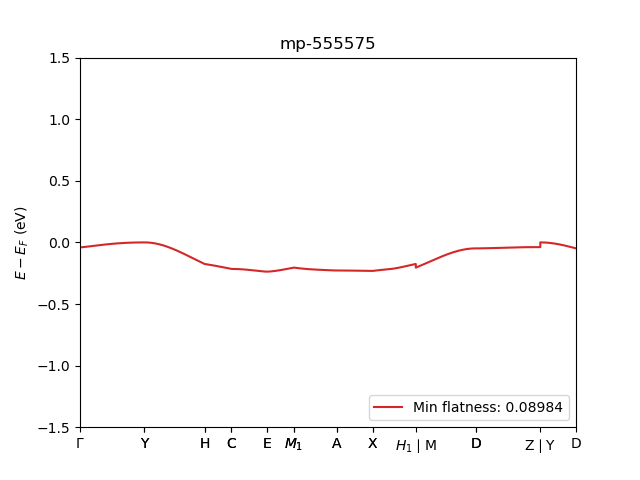 mp-555575
1.5
1.0
0.5
0.0
−0.5
−1.0
−1.5
E − E_F (eV)
Min flatness: 0.08984
Γ Y H C E M₁ A X H₁ | M D Z | Y D